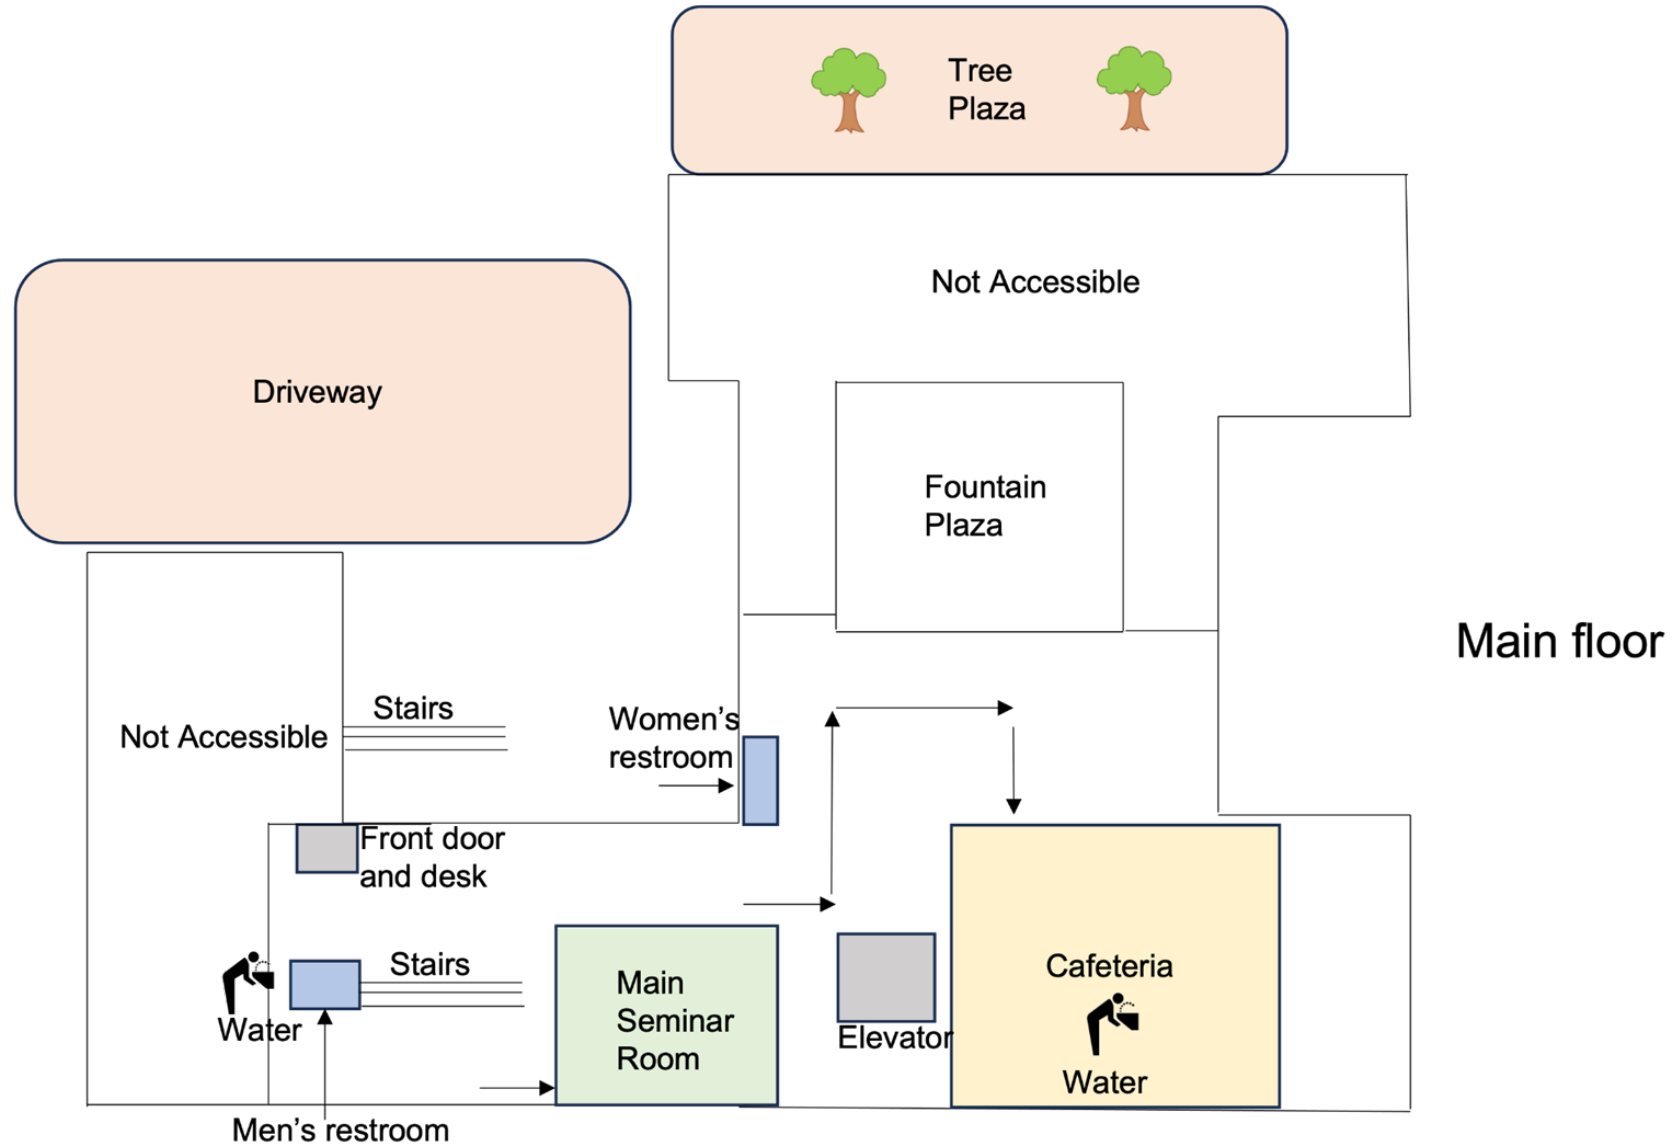 Tree
Plaza
Not Accessible
Driveway
Fountain
Plaza
Main floor
Stairs
Not Accessible
Women’s
restroom
Front door
and desk
Stairs
Water
Main
Seminar
Room
Elevator
Cafeteria
Water
Men’s restroom